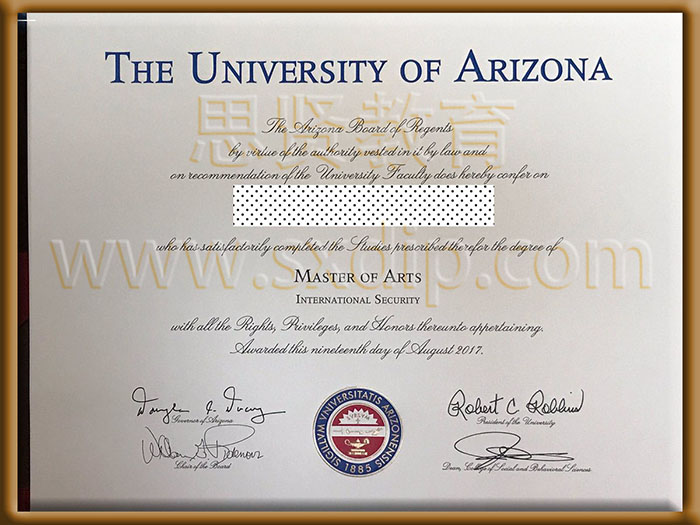 THE UNIVERSITY OF ARIZONA
思贤教育
The Arizona Board of Regents
by virtue of the authority vested in it by law and
on recommendation of the University Faculty does hereby confer on
who has satisfactorily completed the Studies prescribed therefor the degree of
www.sxdip.com
MASTER OF ARTS
INTERNATIONAL SECURITY
with all the Rights, Privileges, and Honors thereunto appertaining.
Awarded this nineteenth day of August 2017.
Governor of Arizona
Robert C Robbins
President of the University
Chair of the Board
Dean, College of Social and Behavioral Sciences
SIGILLVM VNIVERSITATIS ARIZONENSIS
1885